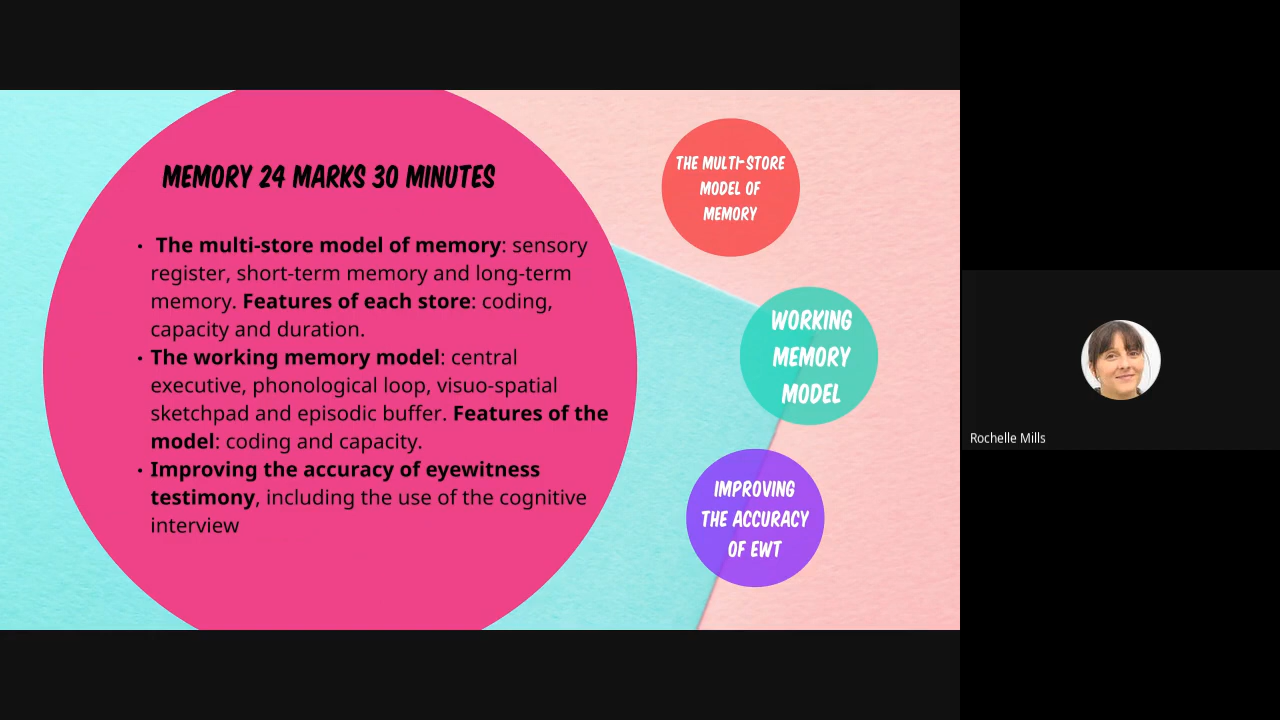 MEMORY 24 MARKS 30 MINUTES
• The multi-store model of memory: sensory
register, short-term memory and long-term
memory. Features of each store: coding,
capacity and duration.
• The working memory model: central
executive, phonological loop, visuo-spatial
sketchpad and episodic buffer. Features of the
model: coding and capacity.
• Improving the accuracy of eyewitness
testimony, including the use of the cognitive
interview
THE MULTI-STORE
MODEL OF
MEMORY
WORKING
MEMORY
MODEL
IMPROVING
THE ACCURACY
OF EWT
Rochelle Mills